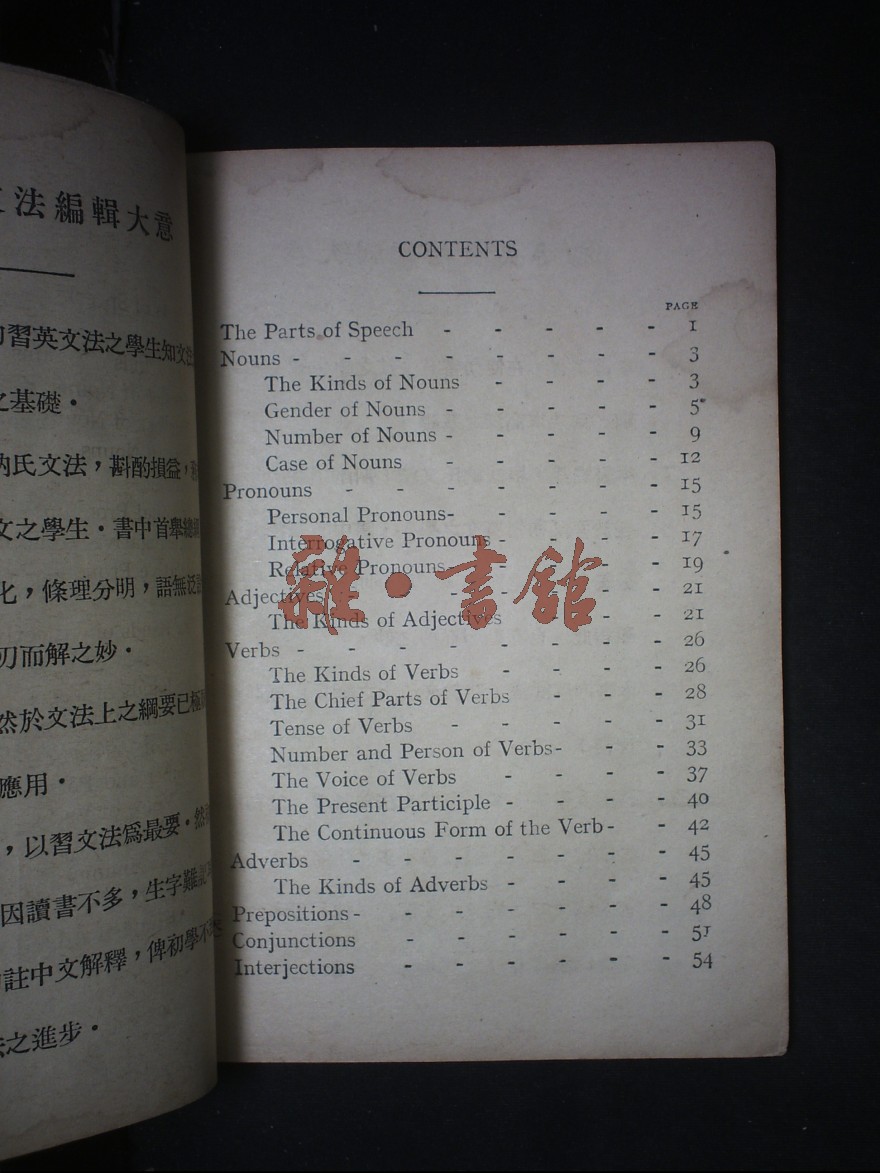 法編輯大意
習英文法之學生知文法
之基礎・
納氏文法，斟酌損益，
文之學生・書中首舉總綱
化，條理分明，語無泛
刃而解之妙・
然於文法上之綱要已極
應用・
，以習文法爲最要・然
因讀書不多，生字難
註中文解釋，俾初學不
法之進步・
CONTENTS
PAGE
The Parts of Speech - - - - - 1
Nouns - - - - - - - - 3
The Kinds of Nouns - - - - 3
Gender of Nouns - - - - - 5
Number of Nouns - - - - - 9
Case of Nouns - - - - - 12
Pronouns - - - - - - - 15
Personal Pronouns- - - - - 15
Interrogative Pronouns - - - - 17
Relative Pronouns- - - - - 19
Adjectives - - - - - - 21
The Kinds of Adjectives - - - 21
Verbs - - - - - - - - 26
The Kinds of Verbs - - - - 26
The Chief Parts of Verbs - - - 28
Tense of Verbs - - - - - 31
Number and Person of Verbs- - - 33
The Voice of Verbs - - - - 37
The Present Participle - - - - 40
The Continuous Form of the Verb- - 42
Adverbs - - - - - - - 45
The Kinds of Adverbs - - - - 45
Prepositions - - - - - - - 48
Conjunctions - - - - - - 51
Interjections - - - - - - 54
雜・書館